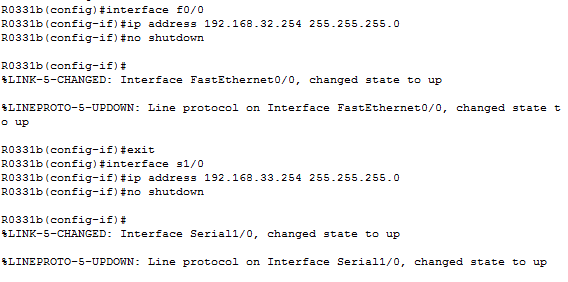 R0331b(config)#interface f0/0
R0331b(config-if)#ip address 192.168.32.254 255.255.255.0
R0331b(config-if)#no shutdown
R0331b(config-if)#
%LINK-5-CHANGED: Interface FastEthernet0/0, changed state to up
%LINEPROTO-5-UPDOWN: Line protocol on Interface FastEthernet0/0, changed state t
o up
R0331b(config-if)#exit
R0331b(config)#interface s1/0
R0331b(config-if)#ip address 192.168.33.254 255.255.255.0
R0331b(config-if)#no shutdown
R0331b(config-if)#
%LINK-5-CHANGED: Interface Serial1/0, changed state to up
%LINEPROTO-5-UPDOWN: Line protocol on Interface Serial1/0, changed state to up